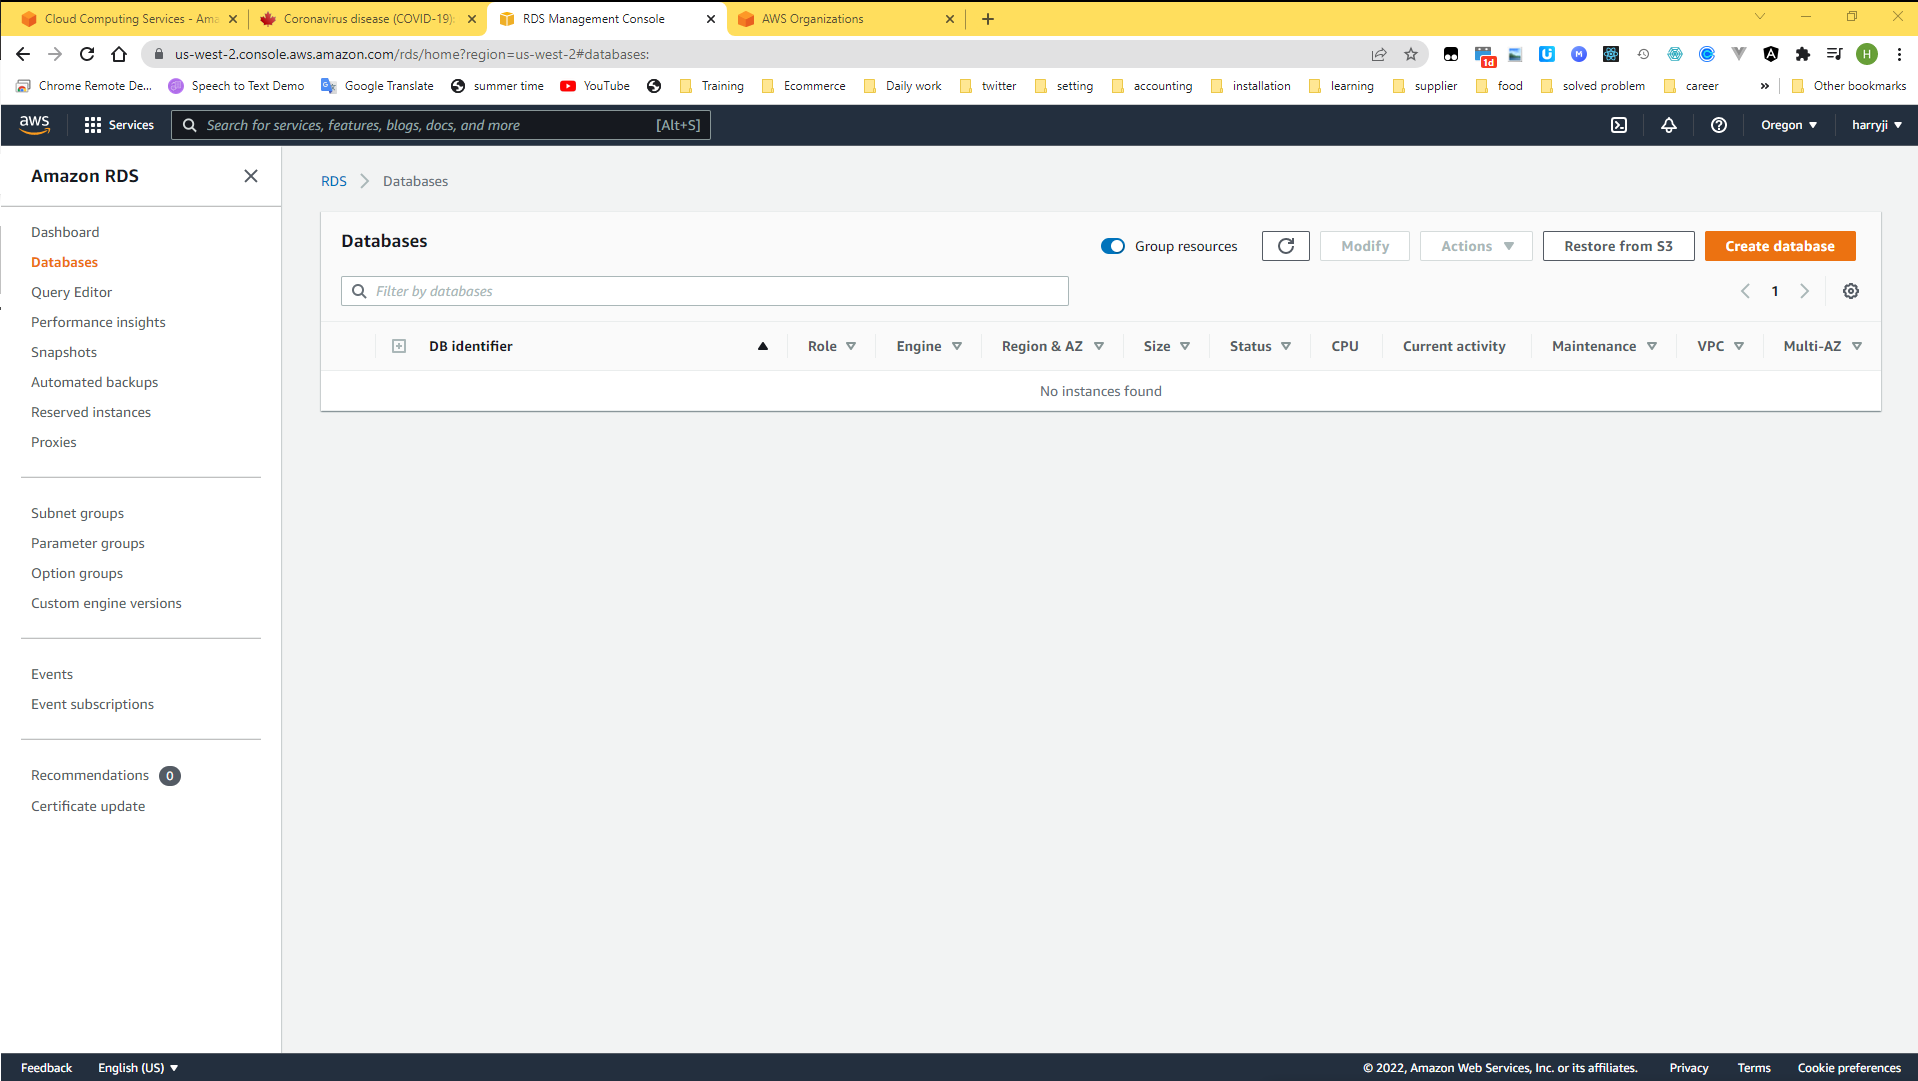 Cloud Computing Services - Ama
Coronavirus disease (COVID-19):
RDS Management Console
AWS Organizations
us-west-2.console.aws.amazon.com/rds/home?region=us-west-2#databases:
1d
H
Chrome Remote De...
Speech to Text Demo
Google Translate
summer time
YouTube
Training
Ecommerce
Daily work
twitter
setting
accounting
installation
learning
supplier
food
solved problem
career
»
Other bookmarks
aws
Services
Search for services, features, blogs, docs, and more
[Alt+S]
Oregon
harryji
Amazon RDS
Dashboard
Databases
Query Editor
Performance insights
Snapshots
Automated backups
Reserved instances
Proxies
Subnet groups
Parameter groups
Option groups
Custom engine versions
Events
Event subscriptions
Recommendations 0
Certificate update
RDS > Databases
Databases
Group resources
Modify
Actions
Restore from S3
Create database
Filter by databases
1
DB identifier
Role
Engine
Region & AZ
Size
Status
CPU
Current activity
Maintenance
VPC
Multi-AZ
No instances found
Feedback
English (US)
© 2022, Amazon Web Services, Inc. or its affiliates.
Privacy
Terms
Cookie preferences